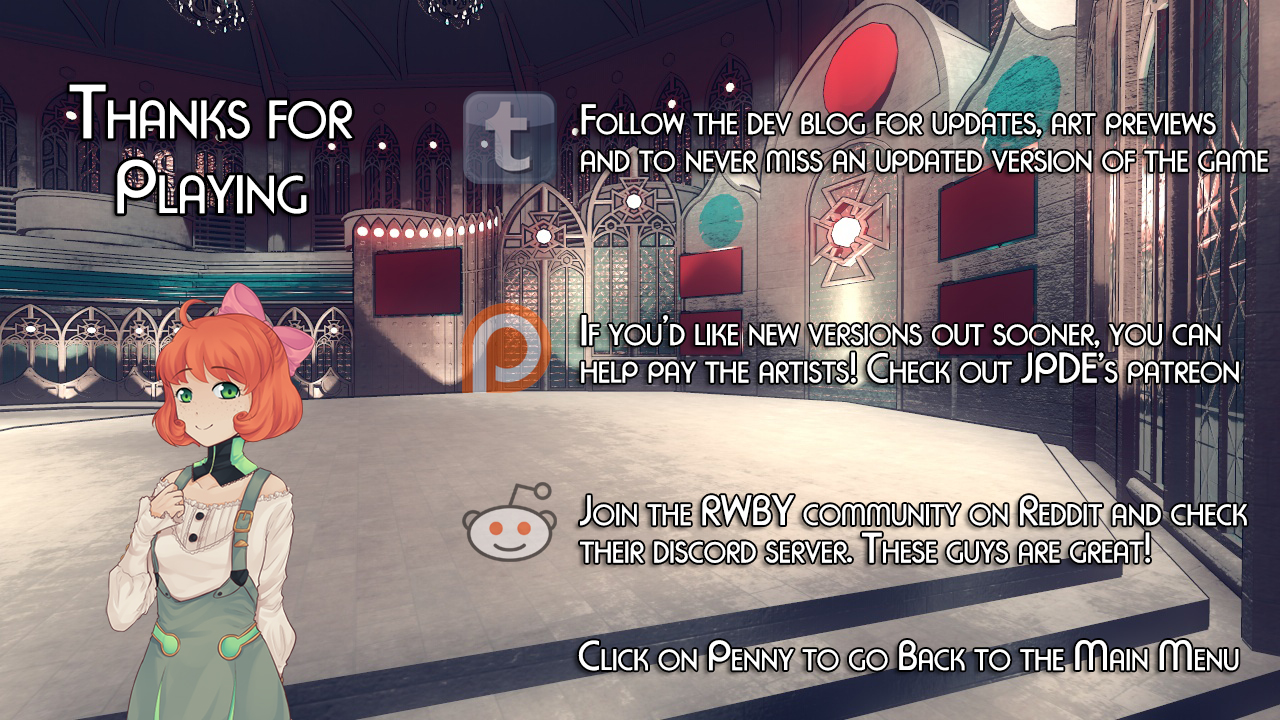 Thanks for
Playing
t
Follow the dev blog for updates, art previews
and to never miss an updated version of the game
If you'd like new versions out sooner, you can
help pay the artists! Check out JPDE's patreon
Join the RWBY community on Reddit and check
their discord server. These guys are great!
Click on Penny to go Back to the Main Menu